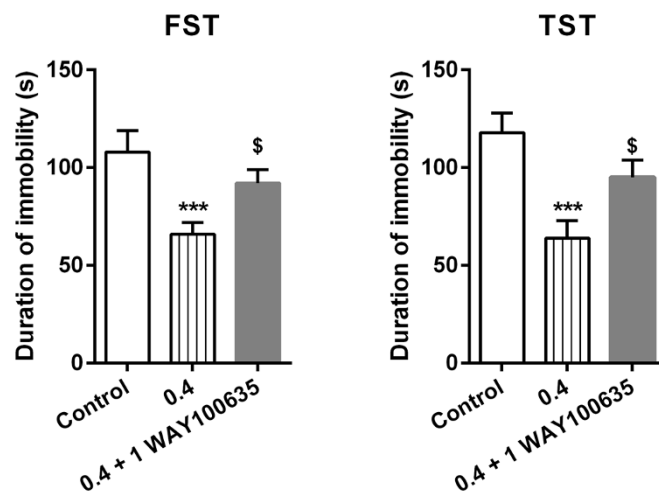 FST
Duration of immobility (s)
150
100
50
0
***
$
Control
0.4
0.4 + 1 WAY100635
TST
Duration of immobility (s)
150
100
50
0
***
$
Control
0.4
0.4 + 1 WAY100635